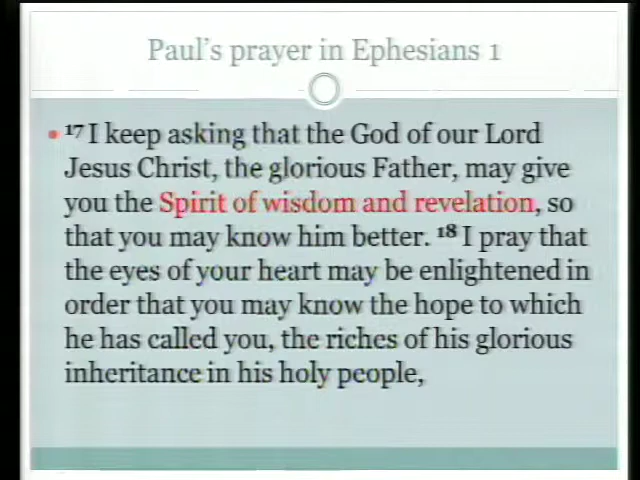 Paul's prayer in Ephesians 1
• 17 I keep asking that the God of our Lord
Jesus Christ, the glorious Father, may give
you the Spirit of wisdom and revelation, so
that you may know him better. 18 I pray that
the eyes of your heart may be enlightened in
order that you may know the hope to which
he has called you, the riches of his glorious
inheritance in his holy people,